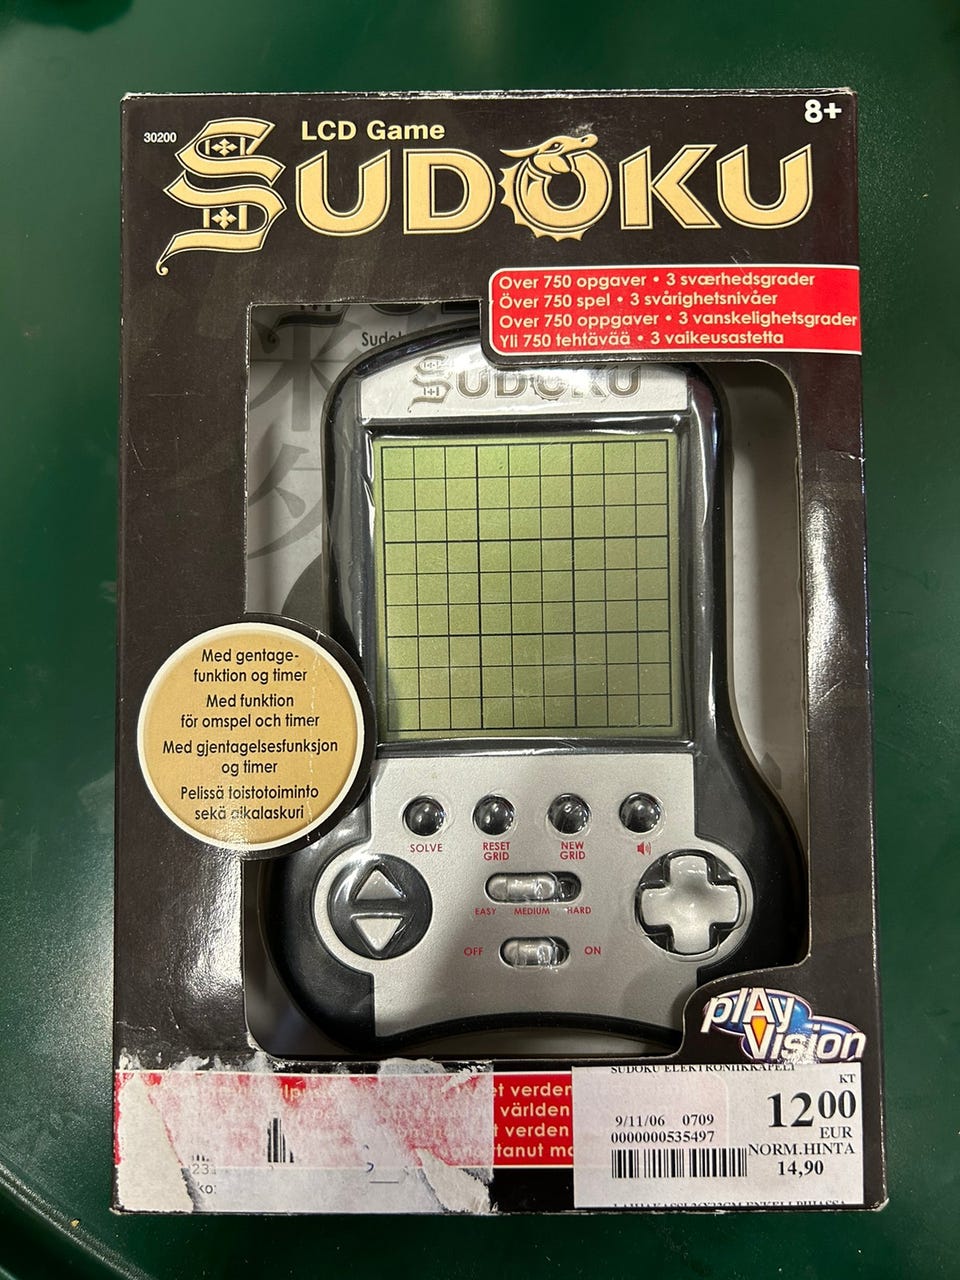 30200
LCD Game
8+
SUDOKU
Over 750 opgaver • 3 sværhedsgrader
Över 750 spel • 3 svårighetsnivåer
Over 750 oppgaver • 3 vanskelighetsgrader
Yli 750 tehtävää • 3 vaikeusastetta
SUDOKU
Med gentage-
funktion og timer
Med funktion
för omspel och timer
Med gjentagelsesfunksjon
og timer
Pelissä toistotoiminto
sekä aikalaskuri
SOLVE
RESET
GRID
NEW
GRID
EASY MEDIUM HARD
OFF ON
plAy
Vision
verden
världen
verden
SUDOKU ELEKTRONIIKKAPELI
KT
12 00
EUR
9/11/06 0709
0000000535497
NORM.HINTA
14,90